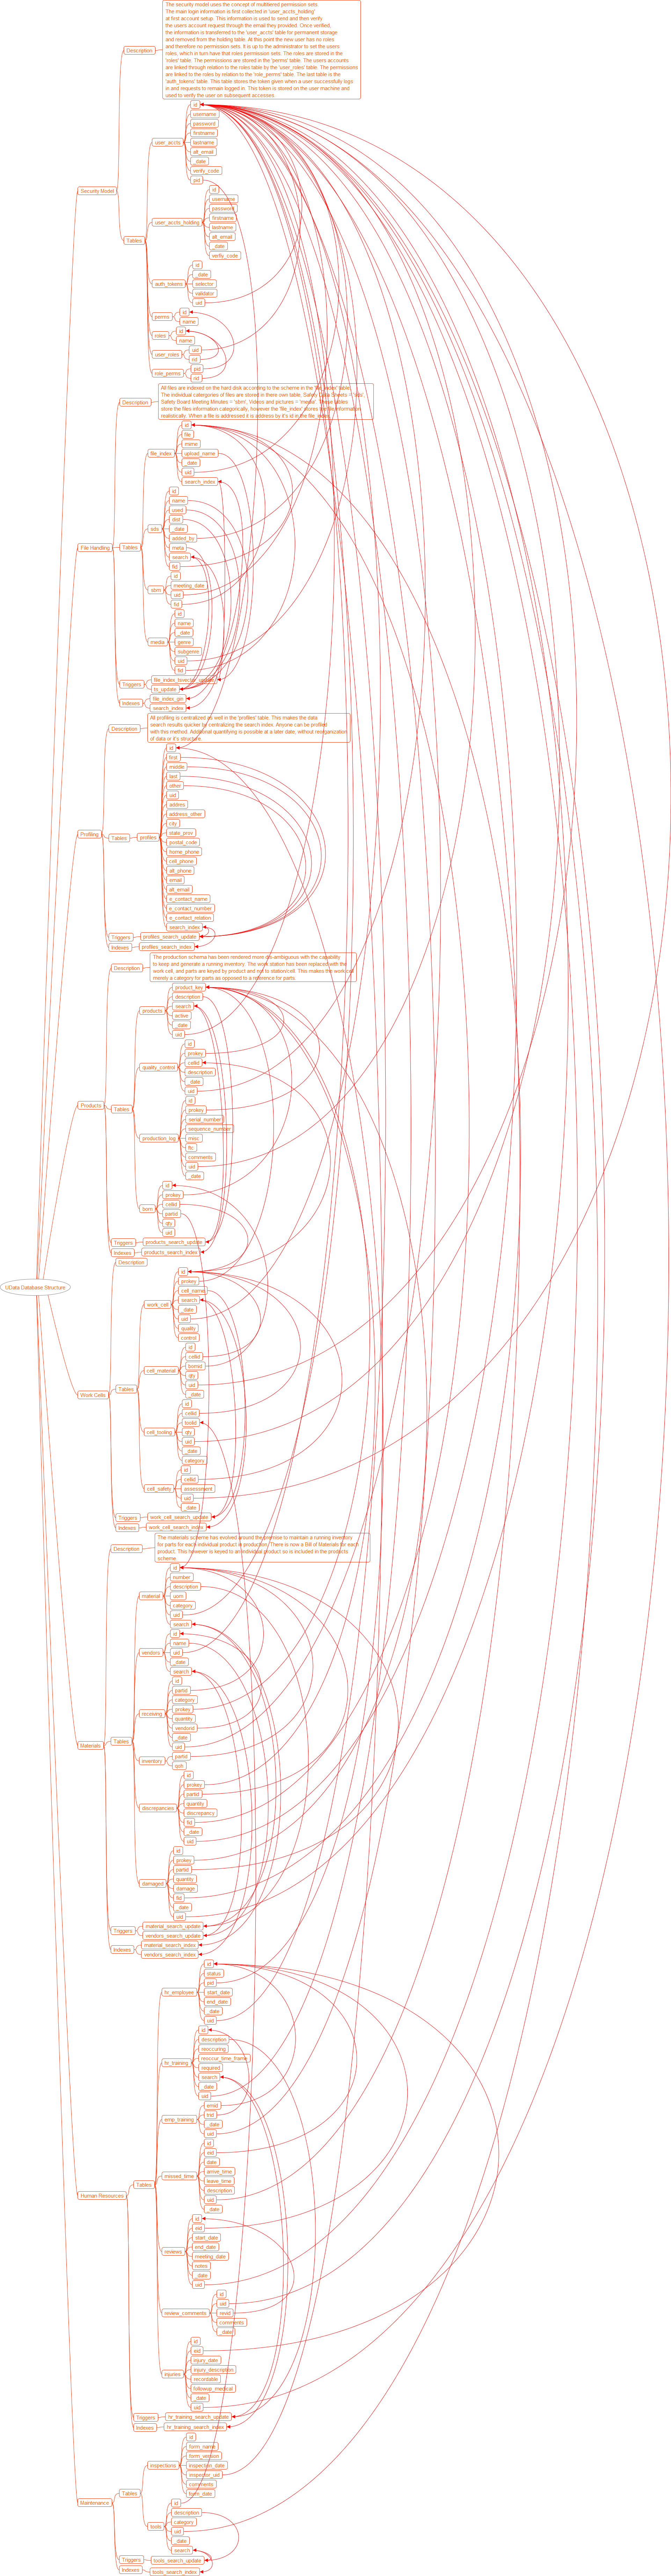 The security model uses the concept of multitiered permission sets.
The main login information is first collected in 'user_accts_holding'
at first account setup. This information is used to send and then verify
the users account request through the email they provided. Once verified,
the information is transferred to the 'user_accts' table for permanent storage
and removed from the holding table. At this point the new user has no roles
and therefore no permission sets. It is up to the administrator to set the users
roles, which in turn have that roles permission sets. The roles are stored in the
'roles' table. The permissions are stored in the 'perms' table. The users accounts
are linked through relation to the roles table by the 'user_roles' table. The permissions
are linked to the roles by relation to the 'role_perms' table. The last table is the
'auth_tokens' table. This table stores the token given when a user successfully logs
in and requests to remain logged in. This token is stored on the user machine and
used to verify the user on subsequent accesses.
Description
Security Model
Tables
user_accts
id
username
password
firstname
lastname
alt_email
_date
verify_code
pid
user_accts_holding
id
username
password
firstname
lastname
alt_email
_date
verify_code
auth_tokens
id
_date
selector
validator
uid
perms
id
name
roles
id
name
user_roles
uid
rid
role_perms
pid
rid
File Handling
Description
All files are indexed on the hard disk according to the scheme in the 'file_index' table.
The individual catergories of files are stored in there own table, Safety Data Sheets = 'sds'
Safety Board Meeting Minutes = 'sbm', Videos and pictures = 'media'. These tables
store the files information categorically, however the 'file_index' stores the file information
realistically. When a file is addressed it is address by it's id in the file_index.
Tables
file_index
id
file
mime
upload_name
_date
uid
search_index
sds
id
name
used
dist
_date
added_by
meta
search
fid
sbm
id
meeting_date
uid
fid
media
id
name
_date
genre
subgenre
uid
fid
Triggers
file_index_tsvector_update
ts_update
Indexes
file_index_gin
search_index
Profiling
Description
All profiling is centralized as well in the 'profiles' table. This makes the data
search results quicker by centralizing the search index. Anyone can be profiled
with this method. Additional quantifying is possible at a later date, without reorganization
of data or it's structure.
Tables
profiles
id
first
middle
last
other
uid
address
address_other
city
state_prov
postal_code
home_phone
cell_phone
alt_phone
email
alt_email
e_contact_name
e_contact_number
e_contact_relation
search_index
Triggers
profiles_search_update
Indexes
profiles_search_index
Products
Description
The production schema has been rendered more dis-ambiguous with the capability
to keep and generate a running inventory. The work station has been replaced with the
work cell, and parts are keyed by product and not to station/cell. This makes the work cell
merely a category for parts as opposed to a reference for parts.
Tables
products
product_key
description
search
active
_date
uid
quality_control
id
prokey
cellid
description
_date
uid
production_log
id
prokey
serial_number
sequence_number
misc
ftc
comments
uid
_date
bom
id
prokey
cellid
partid
qty
uid
Triggers
products_search_update
Indexes
products_search_index
UData Database Structure
Work Cells
Description
Tables
work_cell
id
prokey
cell_name
search
_date
uid
quality
control
cell_material
id
cellid
bomid
qty
uid
_date
cell_tooling
id
cellid
toolid
qty
uid
_date
category
cell_safety
id
cellid
assessment
uid
_date
Triggers
work_cell_search_update
Indexes
work_cell_search_index
Materials
Description
The materials scheme has evolved around the premise to maintain a running inventory
for parts for each individual product in production. There is now a Bill of Materials for each
product. This however is keyed to an individual product so is included in the products
scheme.
Tables
material
id
number
description
uom
category
uid
search
vendors
id
name
uid
_date
search
receiving
id
partid
category
prokey
quantity
vendorid
_date
uid
inventory
partid
qoh
discrepancies
id
prokey
partid
quantity
discrepancy
fid
_date
uid
damaged
id
prokey
partid
quantity
damage
fid
_date
uid
Triggers
material_search_update
vendors_search_update
Indexes
material_search_index
vendors_search_index
Human Resources
Tables
hr_employee
id
status
pid
start_date
end_date
_date
uid
hr_training
id
description
reoccuring
reoccur_time_frame
required
search
_date
uid
emp_training
emid
trid
_date
uid
missed_time
id
eid
date
arrive_time
leave_time
description
uid
_date
reviews
id
eid
start_date
end_date
meeting_date
notes
_date
uid
review_comments
id
uid
revid
comments
_date
injuries
id
eid
injury_date
injury_description
recordable
followup_medical
_date
uid
Triggers
hr_training_search_update
Indexes
hr_training_search_index
Maintenance
Tables
inspections
id
form_name
form_version
inspection_date
inspector_uid
comments
form_data
tools
id
description
category
uid
_date
search
Triggers
tools_search_update
Indexes
tools_search_index